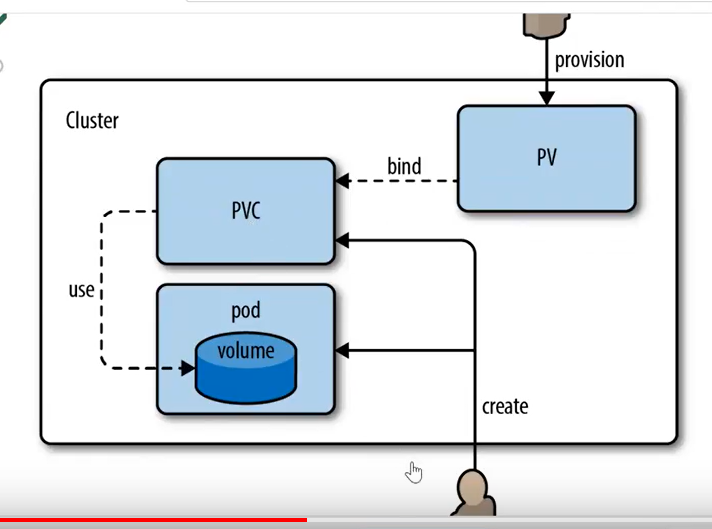 provision
Cluster
PV
bind
PVC
use
pod
volume
create